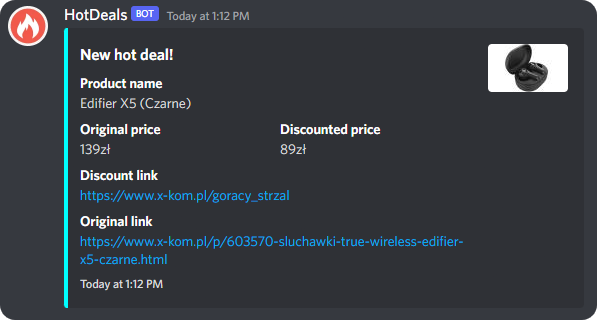 HotDeals BOT Today at 1:12 PM
New hot deal!
Product name
Edifier X5 (Czarne)
Original price Discounted price
139zł 89zł
Discount link
https://www.x-kom.pl/goracy_strzal
Original link
https://www.x-kom.pl/p/603570-sluchawki-true-wireless-edifier-
x5-czarne.html
Today at 1:12 PM